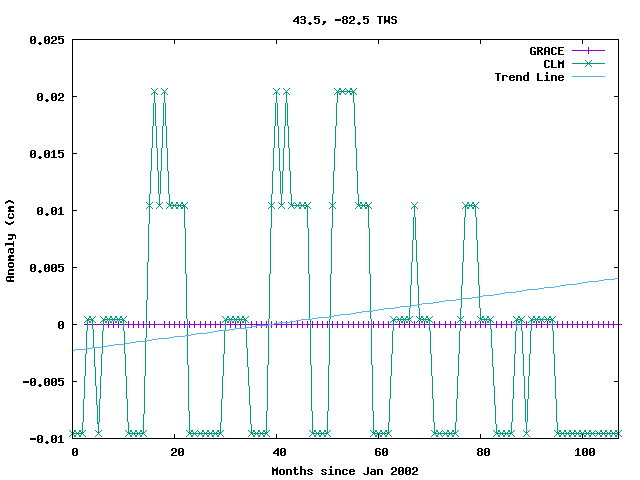 43.5, -82.5 TWS
0.025
0.02
0.015
0.01
0.005
0
-0.005
-0.01
Anomaly (cm)
GRACE
CLM
Trend Line
0 20 40 60 80 100
Months since Jan 2002